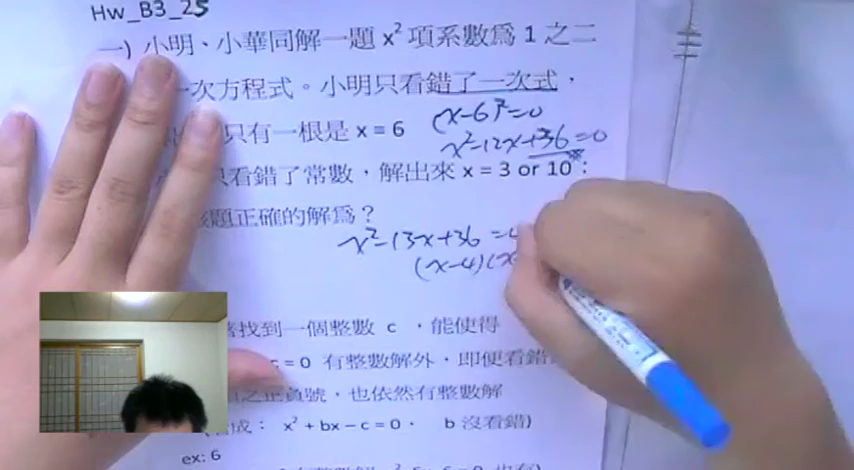 Hw_B3_25
一) 小明、小華同解一題 x² 項系數為 1 之二
一次方程式。小明只看錯了一次式，
只有一根是 x = 6
(x-6)²=0
x²-12x+36=0
只看錯了常數，解出來 x = 3 or 10；
題正確的解為？
x²-13x+36=
(x-4)(x
找到一個整數 c ，能使得
c = 0 有整數解外，即便看錯
之正負號，也依然有整數解
成： x² + bx – c = 0， b 沒看錯)
ex: 6